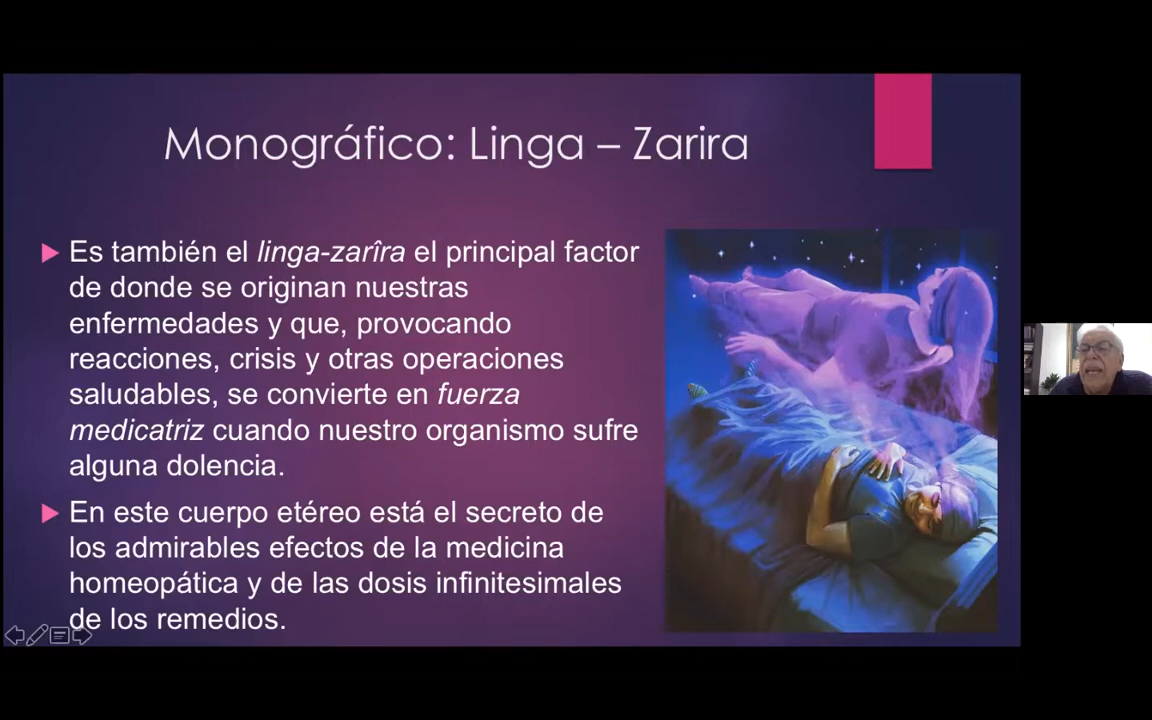 Monográfico: Linga – Zarira
Es también el linga-zarîra el principal factor
de donde se originan nuestras
enfermedades y que, provocando
reacciones, crisis y otras operaciones
saludables, se convierte en fuerza
medicatriz cuando nuestro organismo sufre
alguna dolencia.
En este cuerpo etéreo está el secreto de
los admirables efectos de la medicina
homeopática y de las dosis infinitesimales
de los remedios.